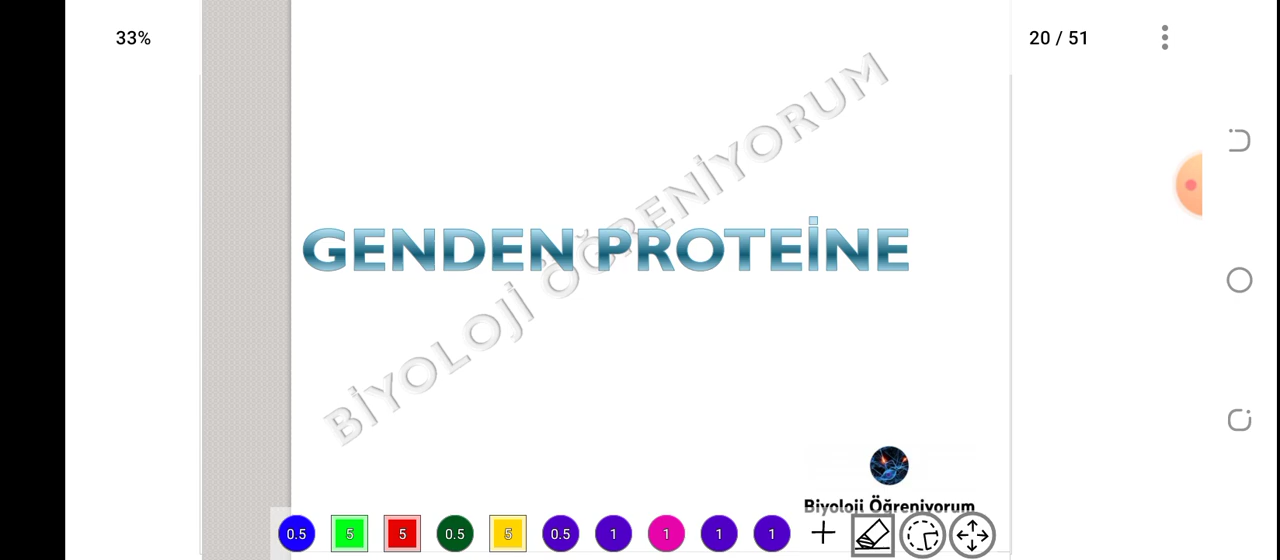 33%
20 / 51
BİYOLOJİ ÖĞRENİYORUM
GENDEN PROTEİNE
Biyoloji Öğreniyorum
0.5 5 5 0.5 5 0.5 1 1 1 1